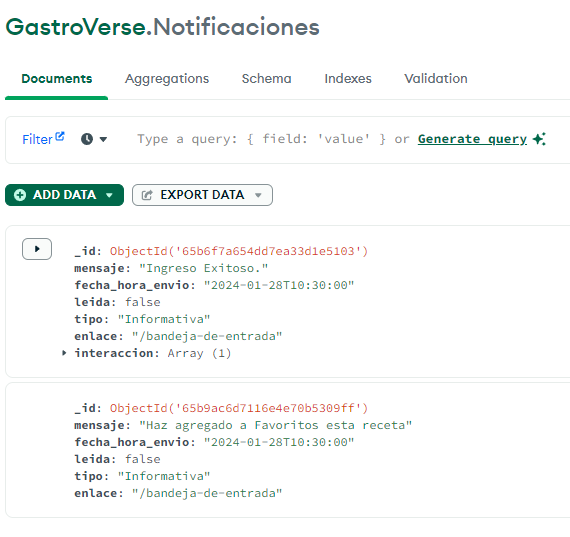 GastroVerse.Notificaciones
Documents Aggregations Schema Indexes Validation
Filter Type a query: { field: 'value' } or Generate query
ADD DATA EXPORT DATA
_id: ObjectId('65b6f7a654dd7ea33d1e5103')
mensaje: "Ingreso Exitoso."
fecha_hora_envio: "2024-01-28T10:30:00"
leida: false
tipo: "Informativa"
enlace: "/bandeja-de-entrada"
interaccion: Array (1)
_id: ObjectId('65b9ac6d7116e4e70b5309ff')
mensaje: "Haz agregado a Favoritos esta receta"
fecha_hora_envio: "2024-01-28T10:30:00"
leida: false
tipo: "Informativa"
enlace: "/bandeja-de-entrada"